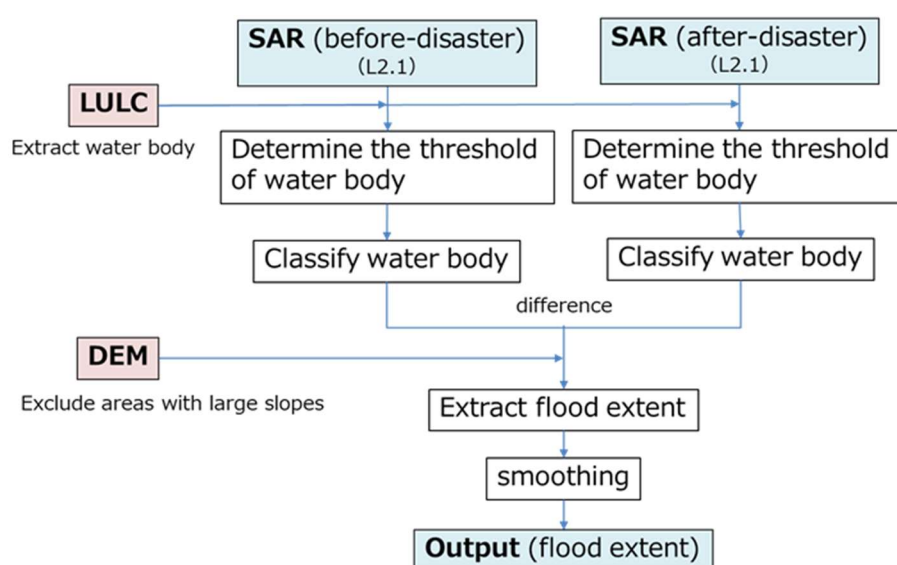 SAR (before-disaster)
(L2.1)
SAR (after-disaster)
(L2.1)
LULC
Extract water body
Determine the threshold
of water body
Determine the threshold
of water body
Classify water body
Classify water body
difference
DEM
Exclude areas with large slopes
Extract flood extent
smoothing
Output (flood extent)